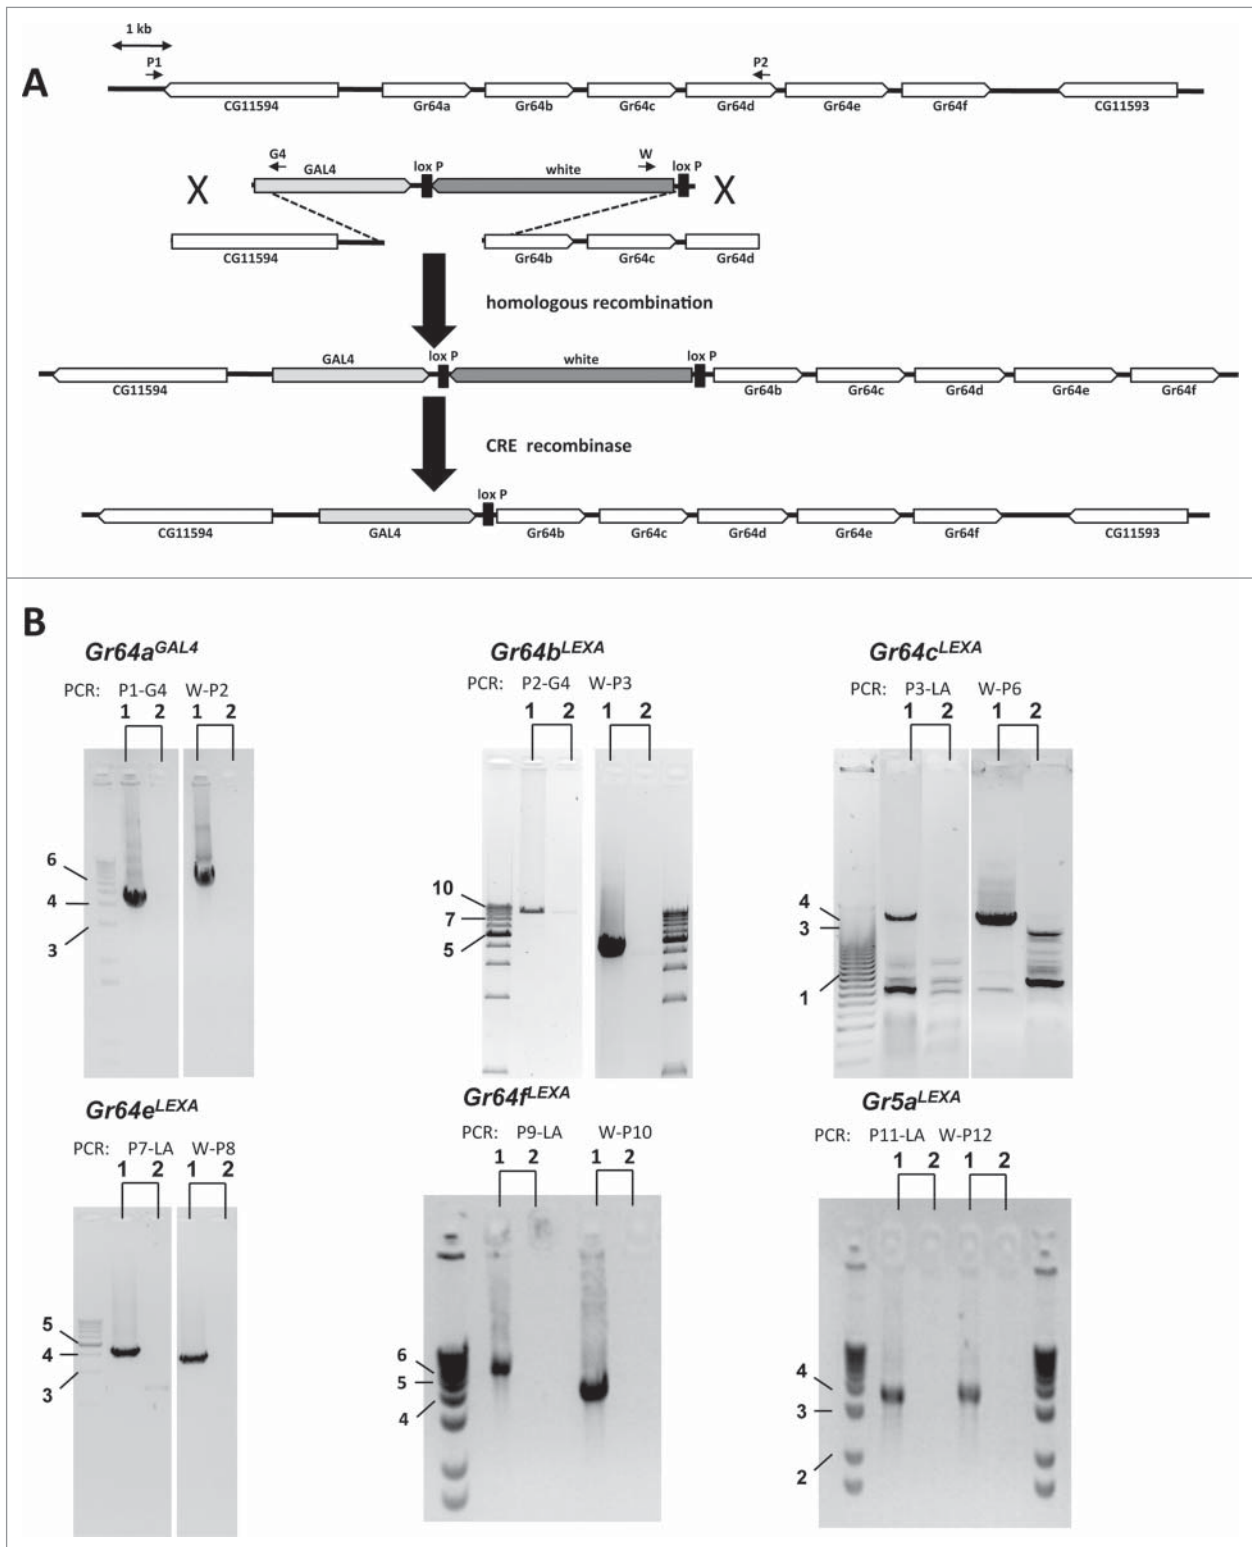 1 kb
P1
P2
A
CG11594 Gr64a Gr64b Gr64c Gr64d Gr64e Gr64f CG11593
G4 GAL4 lox P white W lox P
X X
CG11594 Gr64b Gr64c Gr64d
homologous recombination
GAL4 lox P white lox P
CG11594 Gr64b Gr64c Gr64d Gr64e Gr64f
CRE recombinase
lox P
CG11594 GAL4 Gr64b Gr64c Gr64d Gr64e Gr64f CG11593
B
Gr64aGAL4
PCR: P1-G4 W-P2
1 2 1 2
6
4
3
Gr64bLEXA
PCR: P2-G4 W-P3
1 2 1 2
10
7
5
Gr64cLEXA
PCR: P3-LA W-P6
1 2 1 2
4
3
1
Gr64eLEXA
PCR: P7-LA W-P8
1 2 1 2
5
4
3
Gr64fLEXA
PCR: P9-LA W-P10
1 2 1 2
6
5
4
Gr5aLEXA
PCR: P11-LA W-P12
1 2 1 2
4
3
2